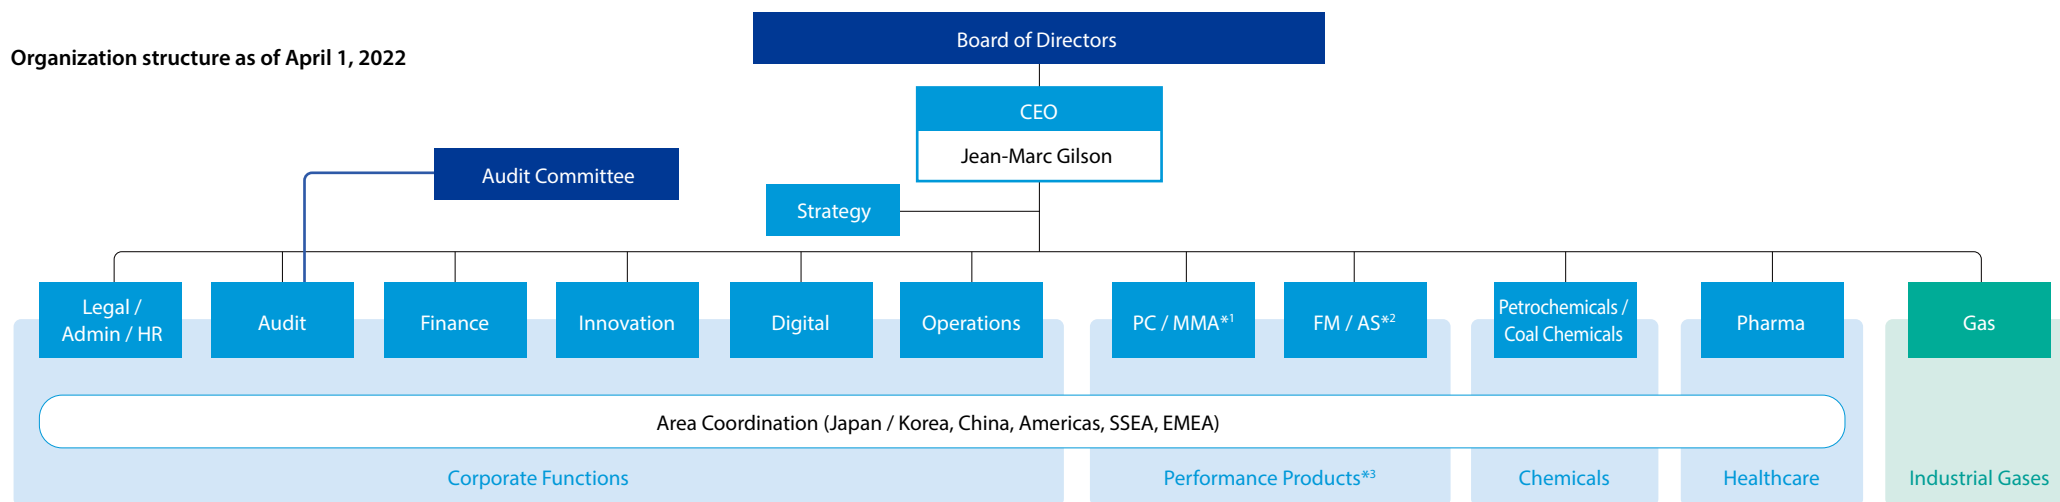 Organization structure as of April 1, 2022
Board of Directors
CEO
Jean-Marc Gilson
Audit Committee
Strategy
Legal /
Admin / HR
Audit
Finance
Innovation
Digital
Operations
PC / MMA*1
FM / AS*2
Petrochemicals /
Coal Chemicals
Pharma
Gas
Area Coordination (Japan / Korea, China, Americas, SSEA, EMEA)
Corporate Functions
Performance Products*3
Chemicals
Healthcare
Industrial Gases